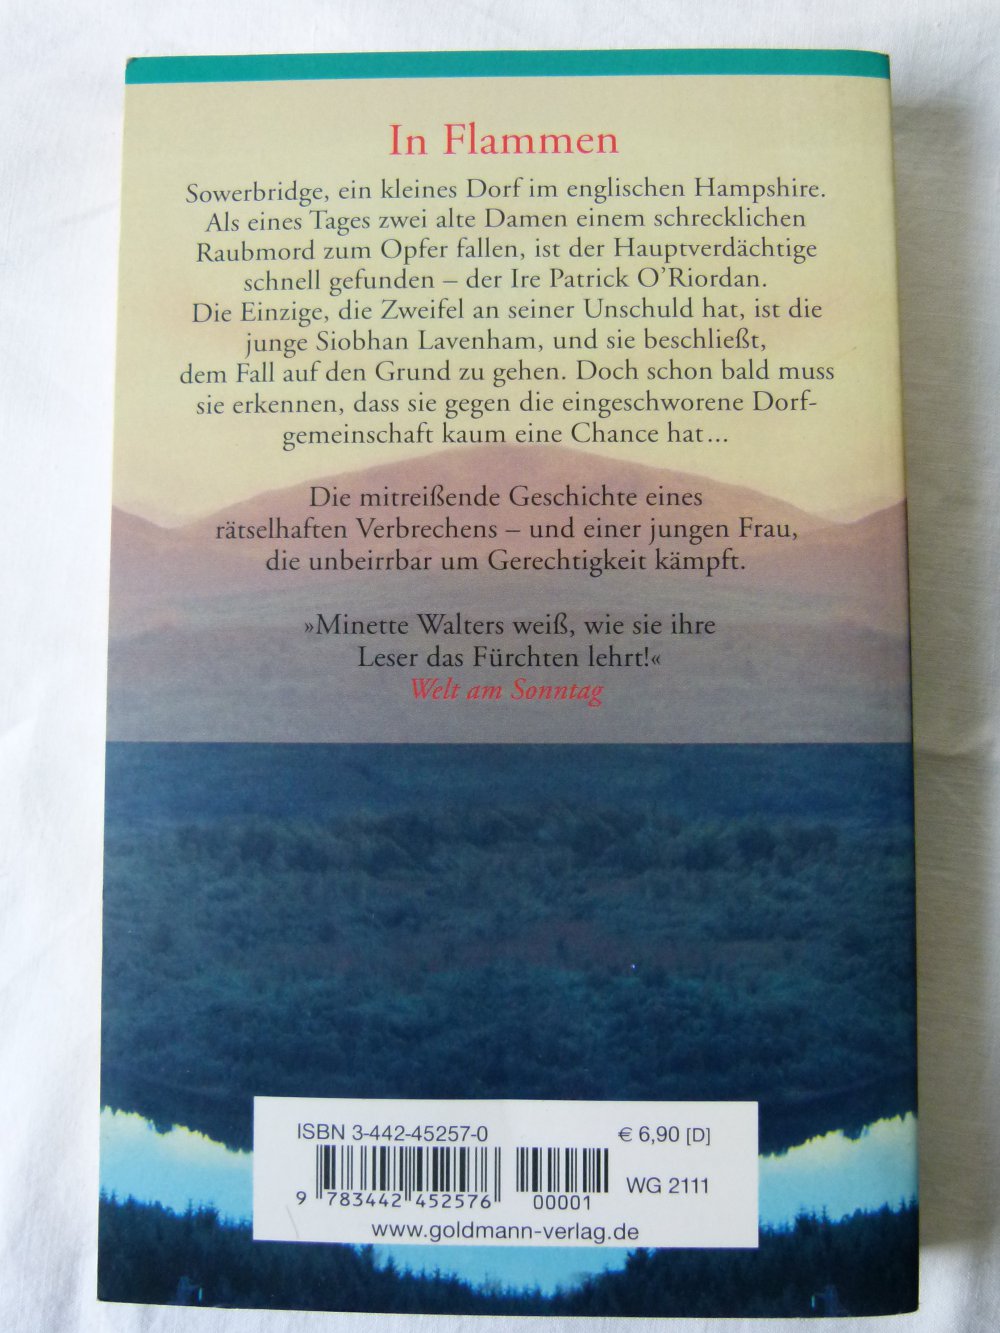 In Flammen
Sowerbridge, ein kleines Dorf im englischen Hampshire.
Als eines Tages zwei alte Damen einem schrecklichen
Raubmord zum Opfer fallen, ist der Hauptverdächtige
schnell gefunden – der Ire Patrick O’Riordan.
Die Einzige, die Zweifel an seiner Unschuld hat, ist die
junge Siobhan Lavenham, und sie beschließt,
dem Fall auf den Grund zu gehen. Doch schon bald muss
sie erkennen, dass sie gegen die eingeschworene Dorf-
gemeinschaft kaum eine Chance hat...
Die mitreißende Geschichte eines
rätselhaften Verbrechens – und einer jungen Frau,
die unbeirrbar um Gerechtigkeit kämpft.
»Minette Walters weiß, wie sie ihre
Leser das Fürchten lehrt!«
Welt am Sonntag
ISBN 3-442-45257-0
€ 6,90 [D]
9 783442 452576
00001
WG 2111
www.goldmann-verlag.de